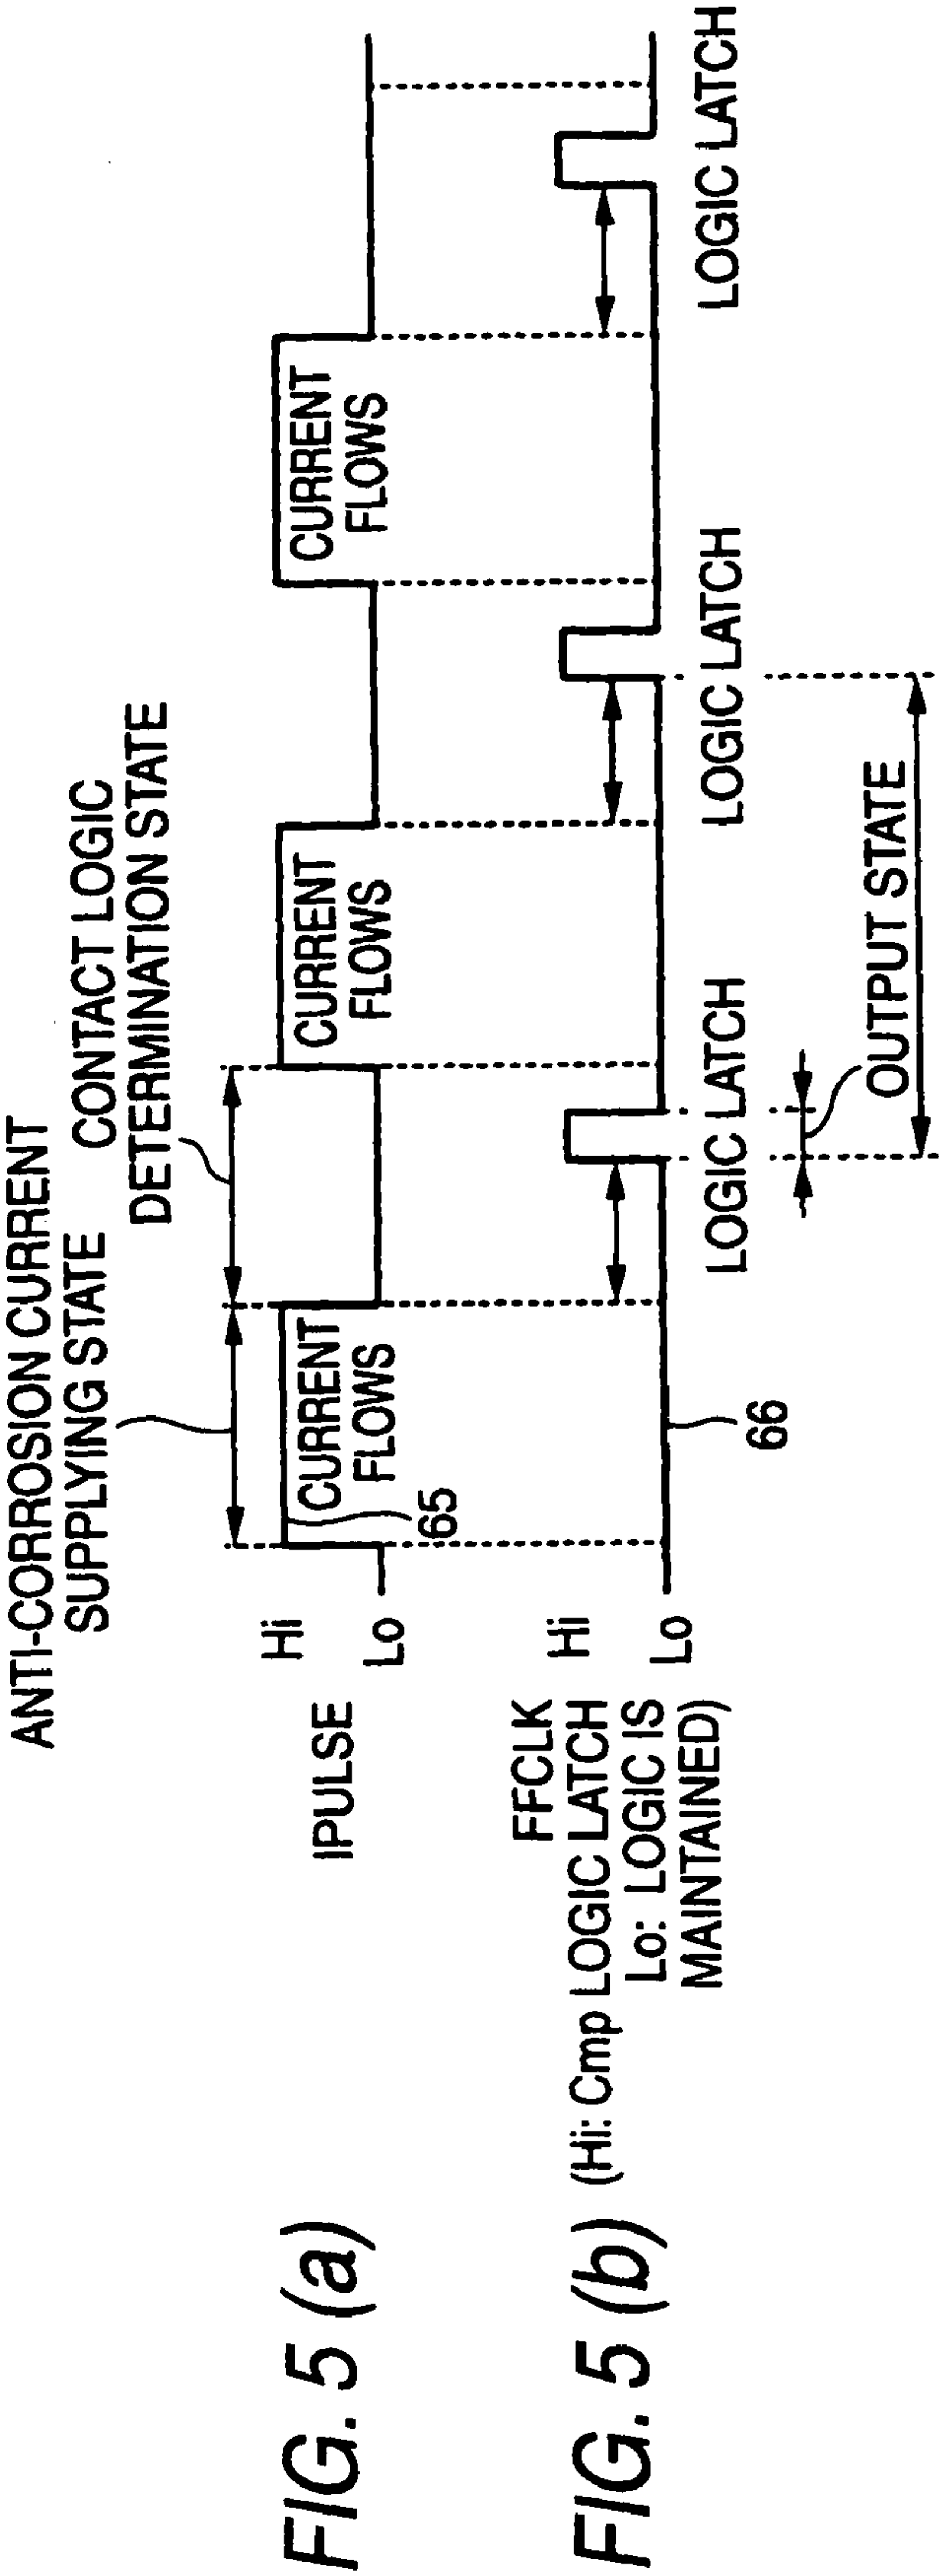 FIG. 5 (a)
ANTI-CORROSION CURRENT
SUPPLYING STATE
CONTACT LOGIC
DETERMINATION STATE
IPULSE
Hi
Lo
65
CURRENT
FLOWS
CURRENT
FLOWS
CURRENT
FLOWS
FIG. 5 (b)
FFCLK
(Hi: Cmp LOGIC LATCH
Lo: LOGIC IS
MAINTAINED)
Hi
Lo
66
LOGIC LATCH
LOGIC LATCH
LOGIC LATCH
OUTPUT STATE